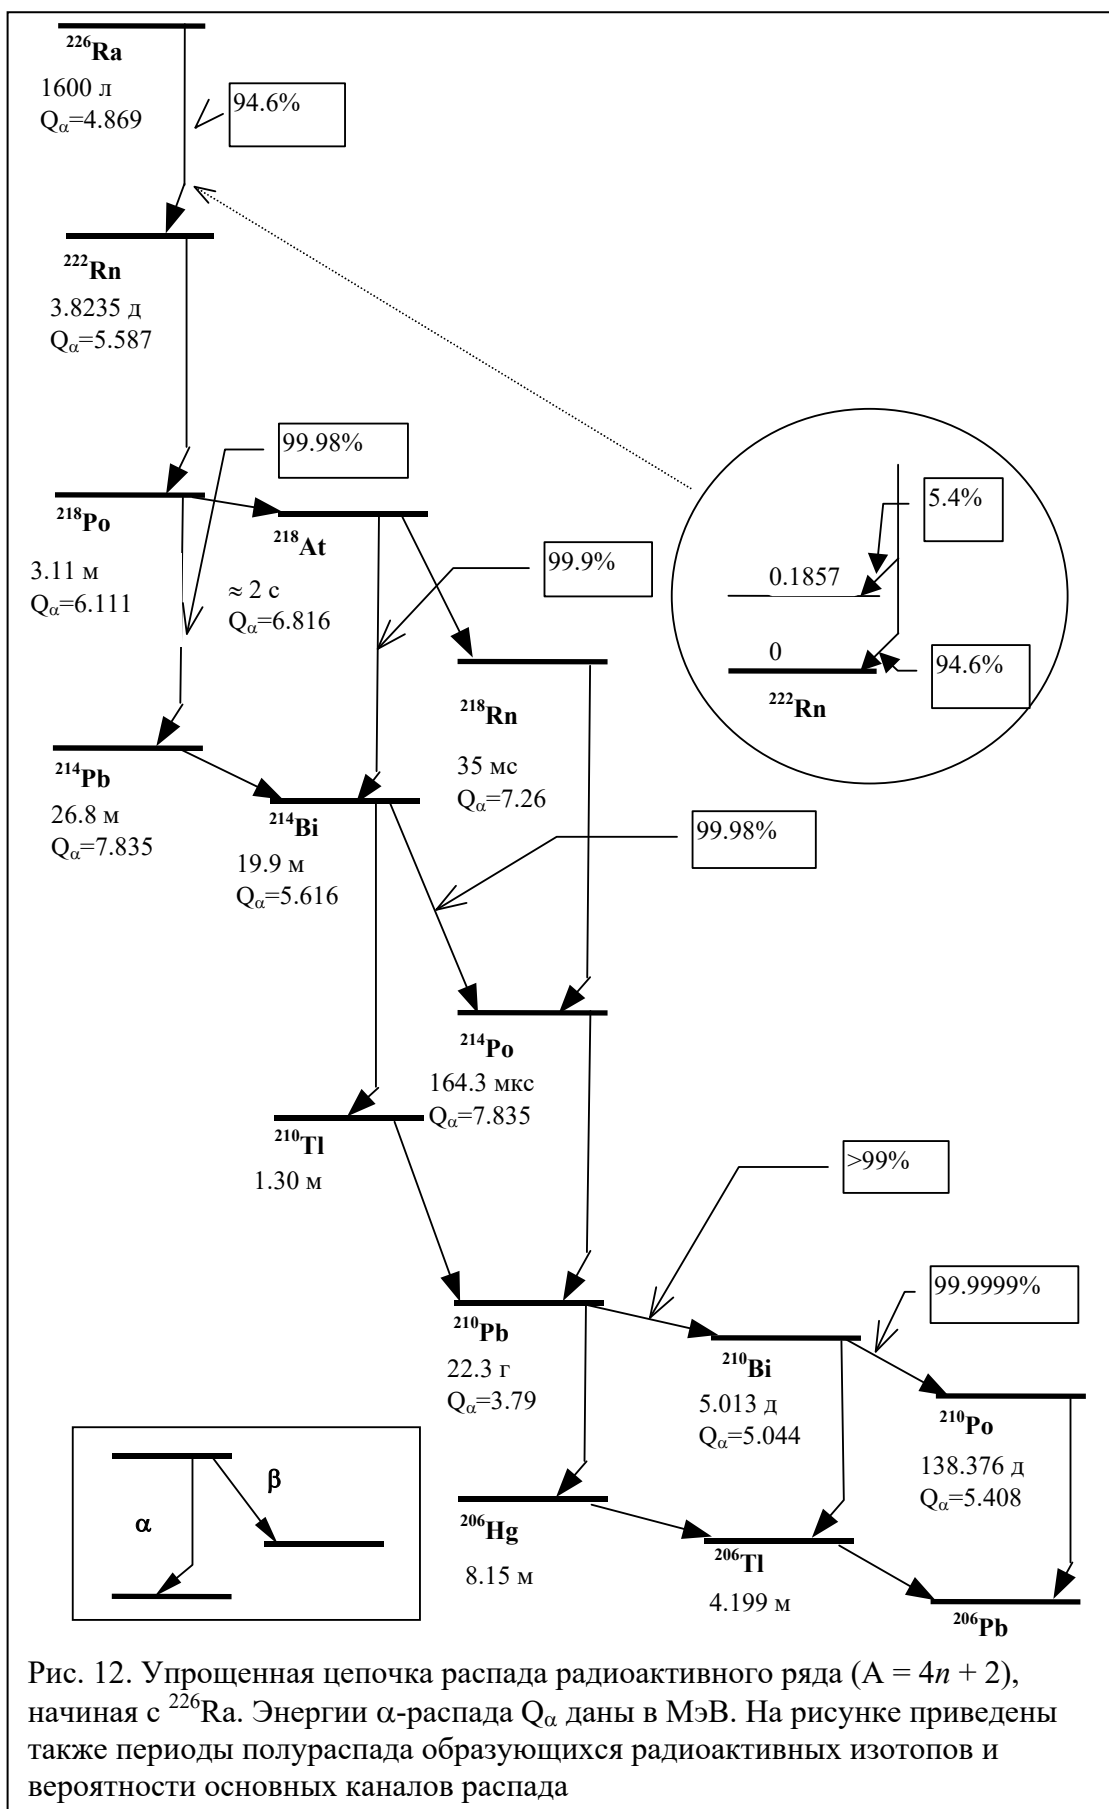 ²²⁶Ra
1600 л
Qα=4.869
94.6%
²²²Rn
3.8235 д
Qα=5.587
99.98%
²¹⁸Po
3.11 м
Qα=6.111
²¹⁸At
≈ 2 с
Qα=6.816
99.9%
5.4%
0.1857
0
94.6%
²²²Rn
²¹⁸Rn
35 мс
Qα=7.26
²¹⁴Pb
26.8 м
Qα=7.835
²¹⁴Bi
19.9 м
Qα=5.616
99.98%
²¹⁴Po
164.3 мкс
Qα=7.835
²¹⁰Tl
1.30 м
>99%
99.9999%
²¹⁰Pb
22.3 г
Qα=3.79
²¹⁰Bi
5.013 д
Qα=5.044
²¹⁰Po
138.376 д
Qα=5.408
α
β
²⁰⁶Hg
8.15 м
²⁰⁶Tl
4.199 м
²⁰⁶Pb
Рис. 12. Упрощенная цепочка распада радиоактивного ряда (A = 4n + 2),
начиная с ²²⁶Ra. Энергии α-распада Qα даны в МэВ. На рисунке приведены
также периоды полураспада образующихся радиоактивных изотопов и
вероятности основных каналов распада